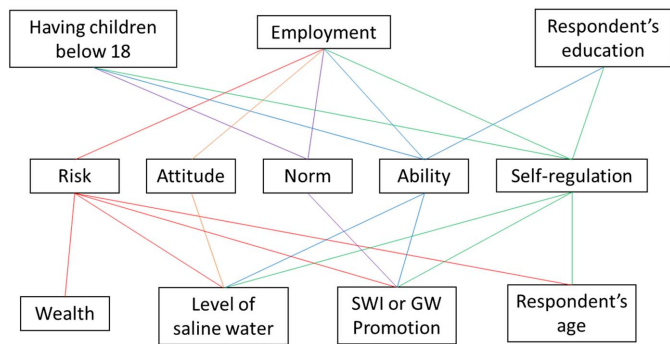 Having children
below 18
Employment
Respondent's
education
Risk
Attitude
Norm
Ability
Self-regulation
Wealth
Level of
saline water
SWI or GW
Promotion
Respondent's
age